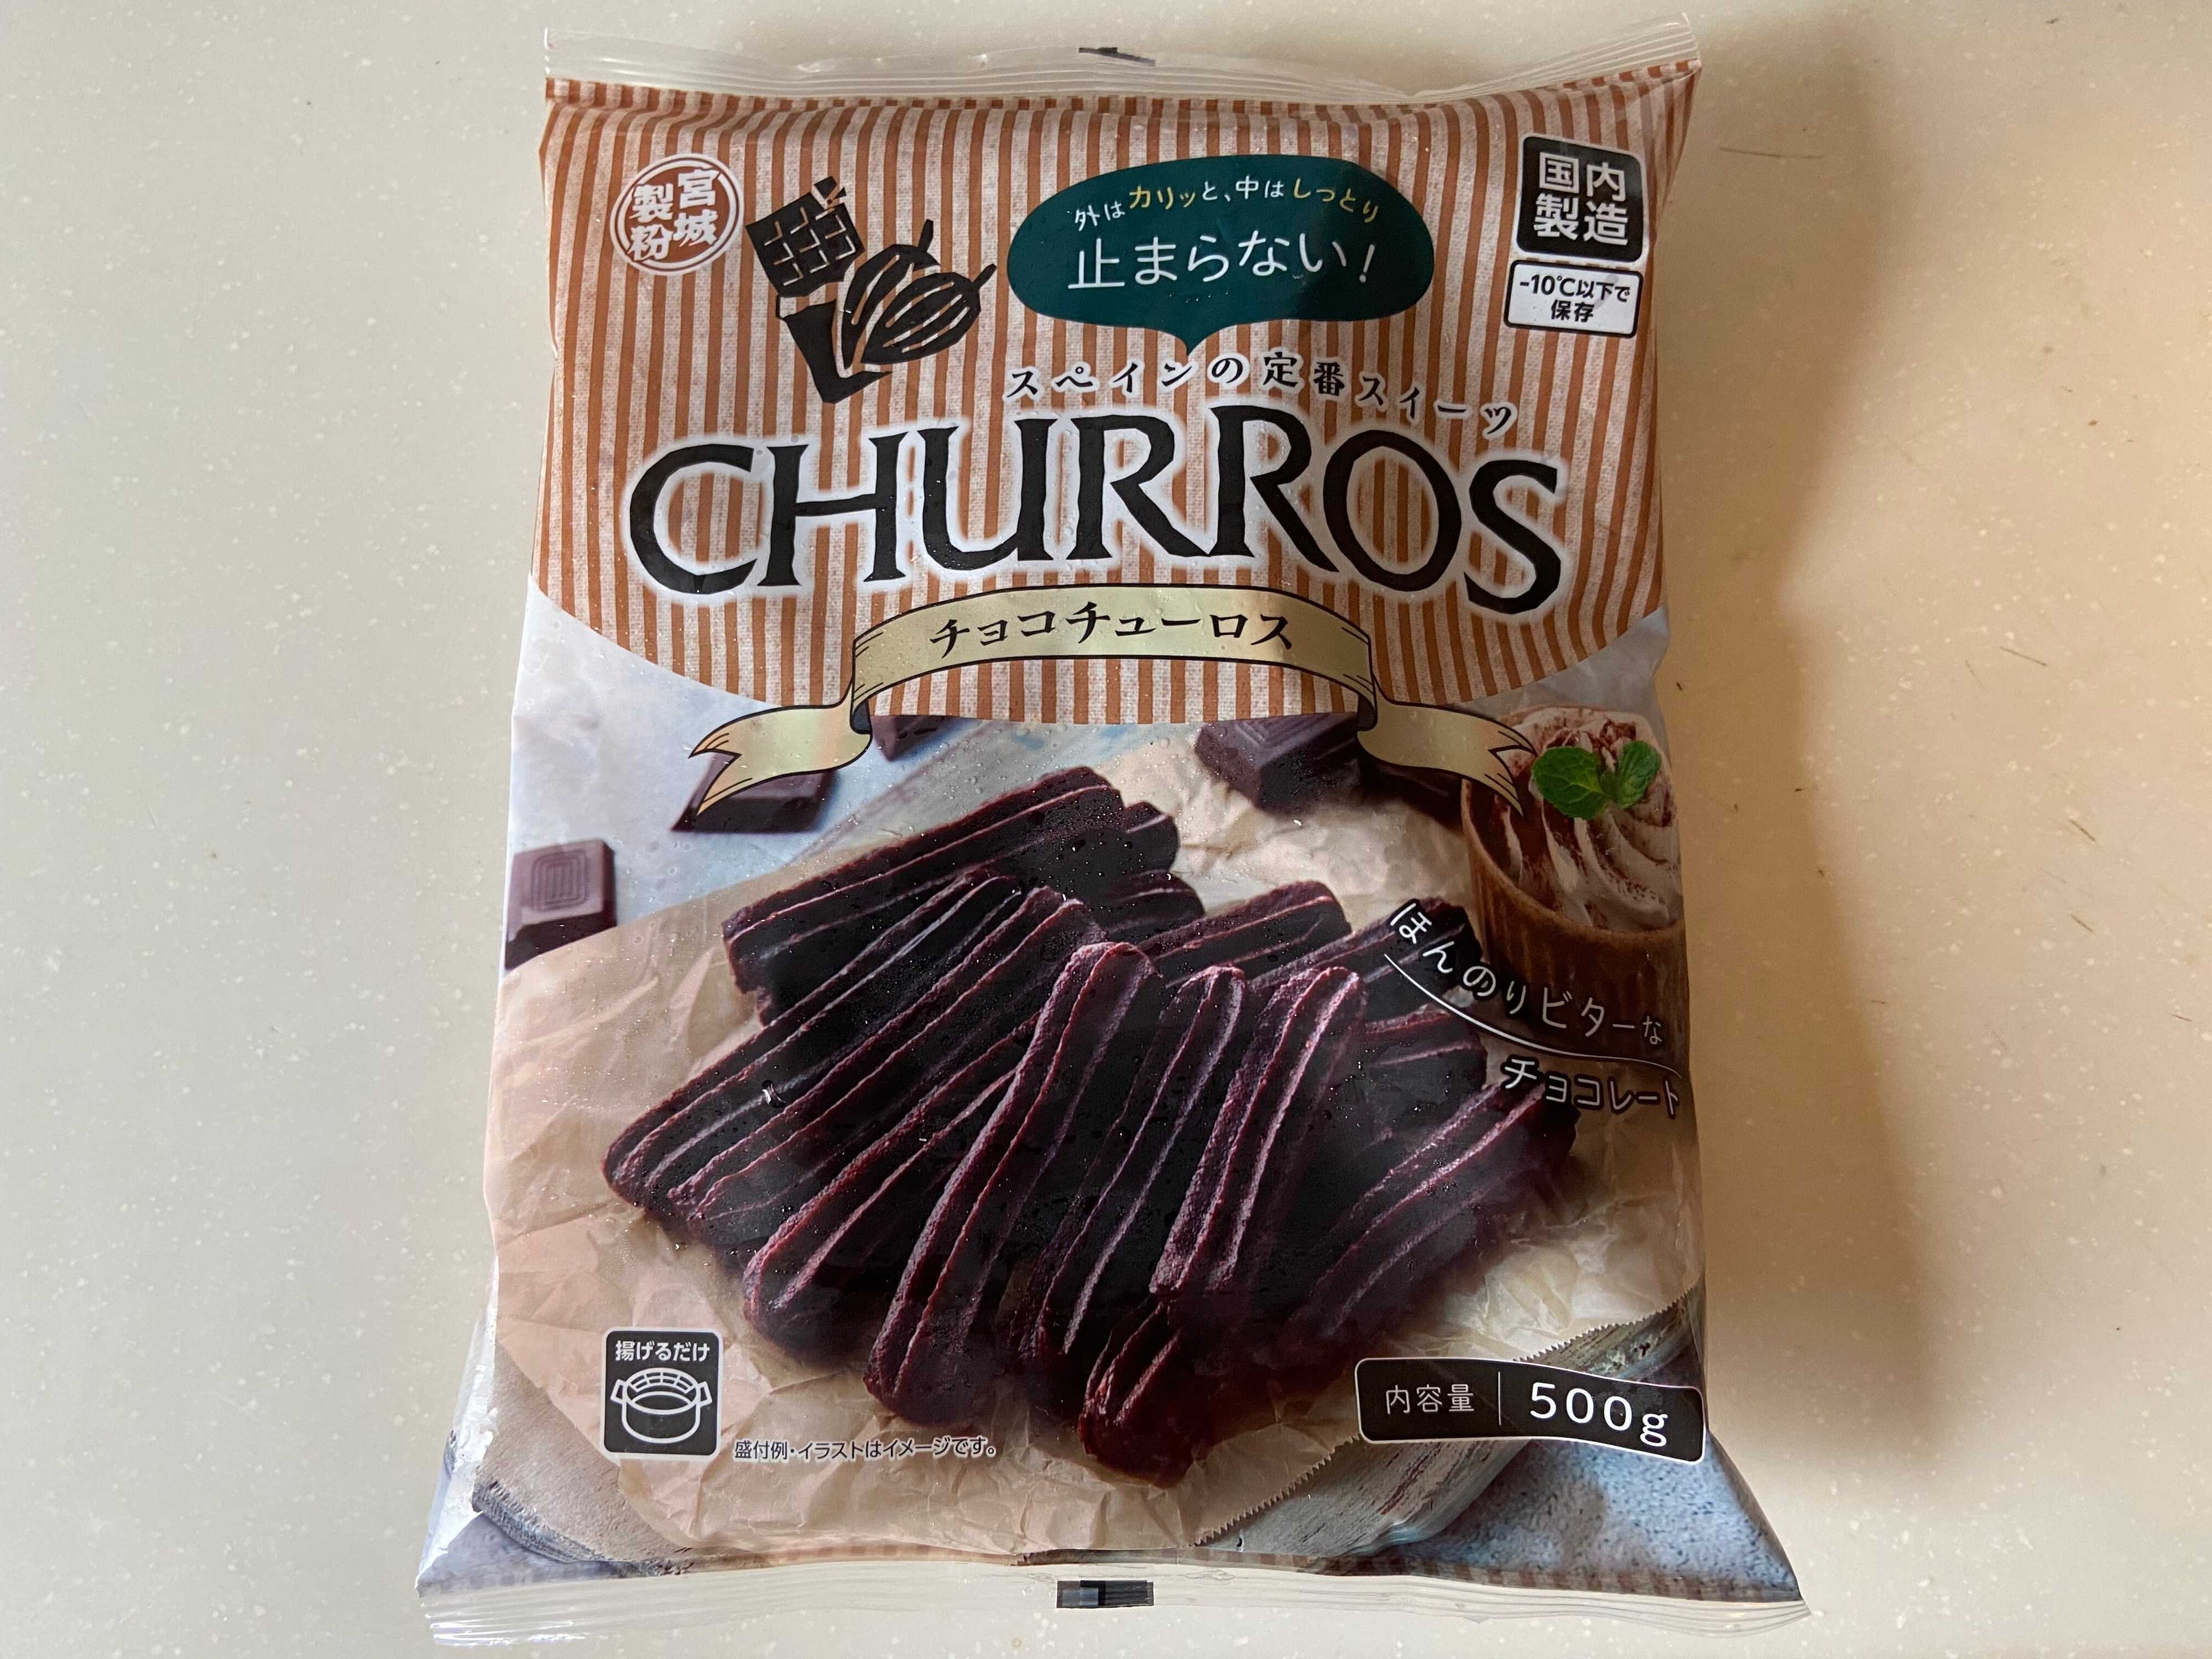 宮城
製粉
外はカリッと、中はしっとり
止まらない!
国内
製造
-10℃以下で
保存
スペインの定番スイーツ
CHURROS
チョコチューロス
ほんのりビターな
チョコレート
揚げるだけ
盛付例・イラストはイメージです。
内容量 500g